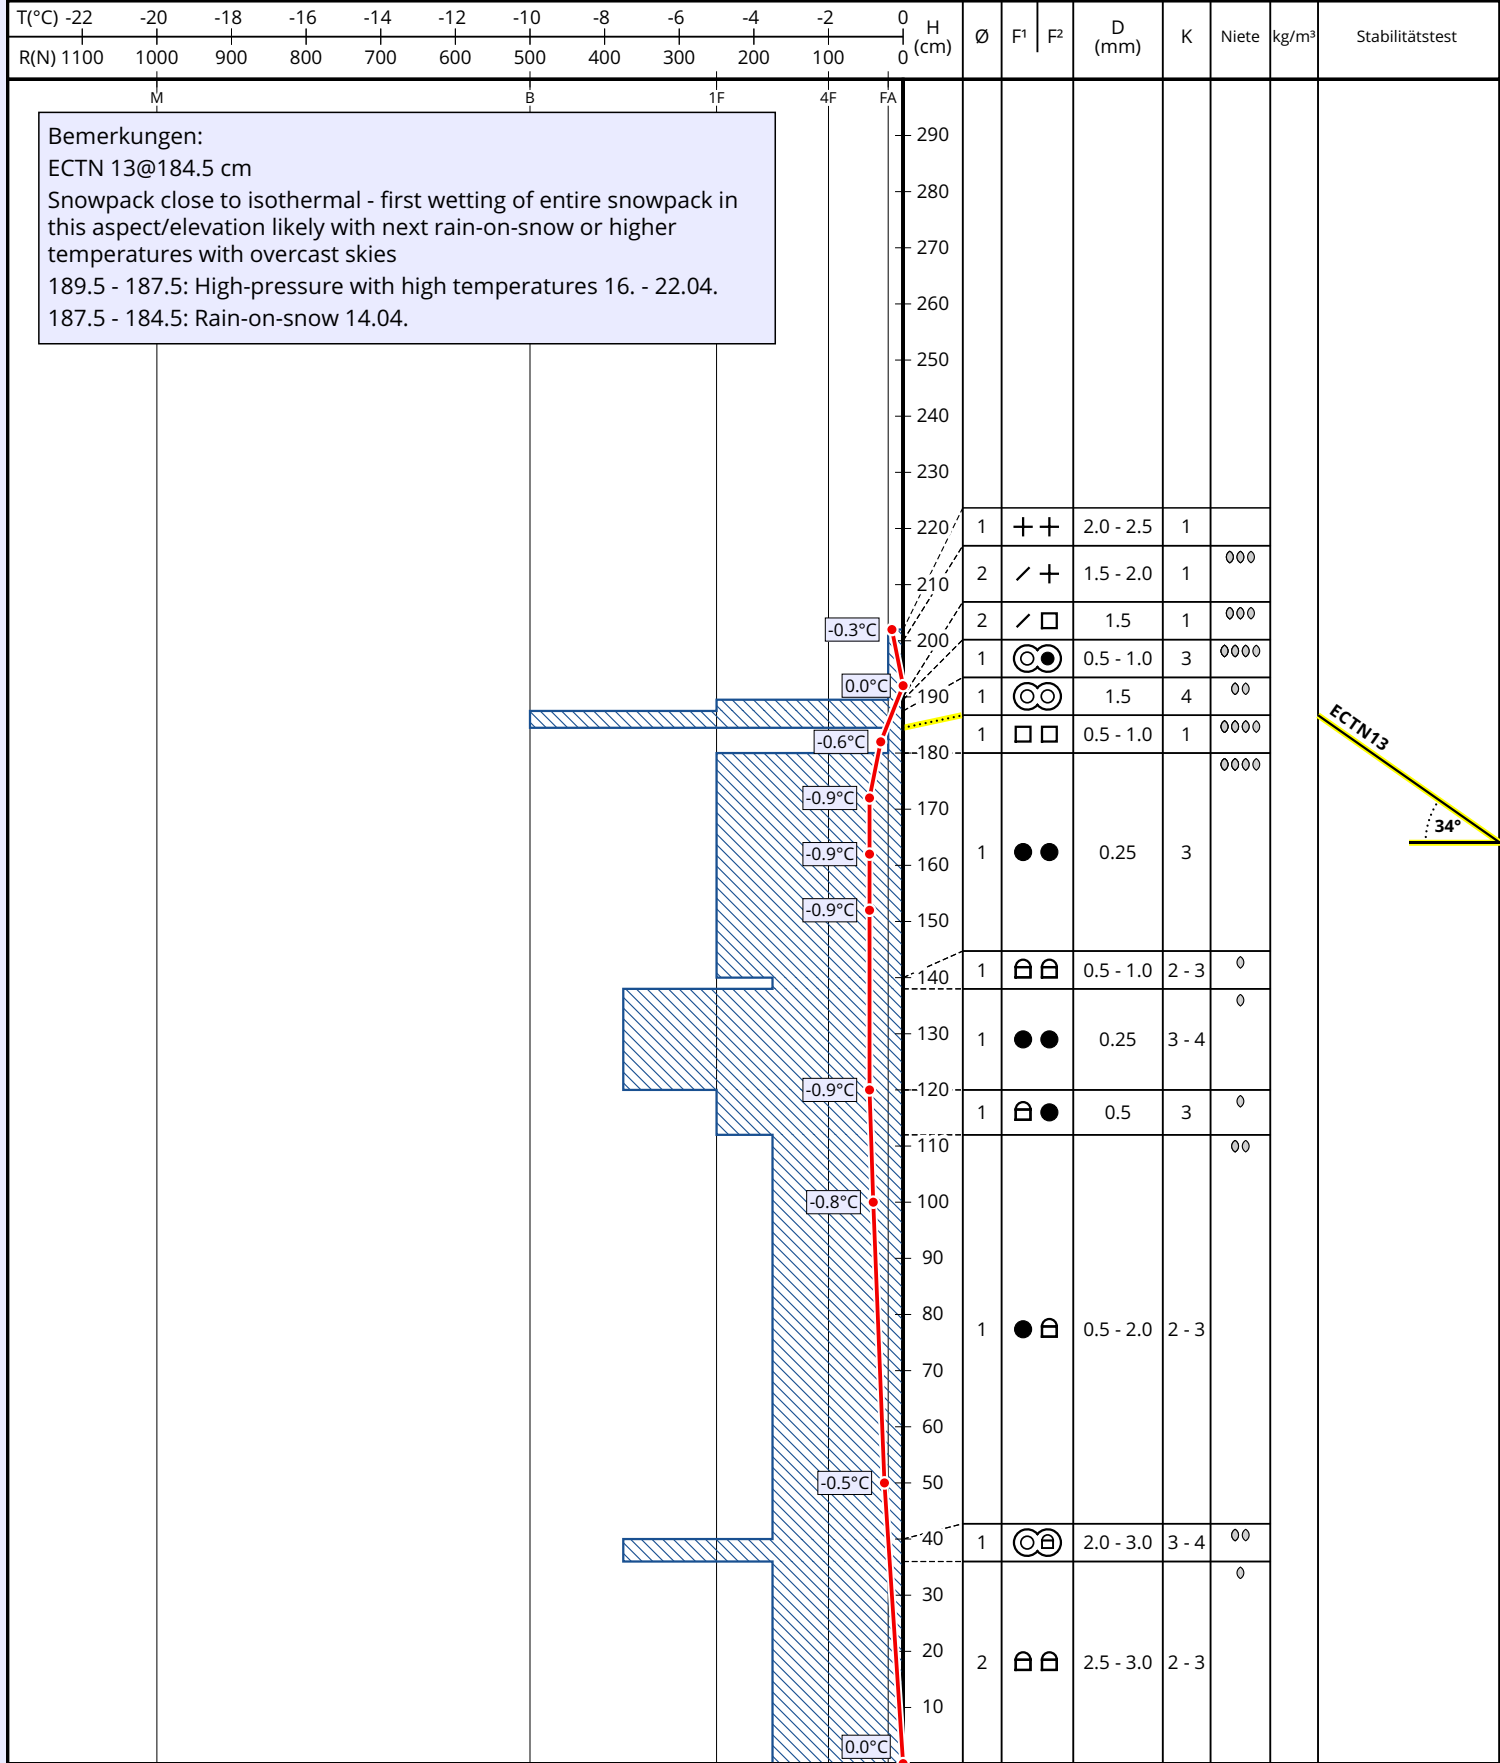 T(°C) -22 -20 -18 -16 -14 -12 -10 -8 -6 -4 -2 0
R(N) 1100 1000 900 800 700 600 500 400 300 200 100 0
H (cm) Ø F¹ F² D (mm) K Niete kg/m³ Stabilitätstest
M B 1F 4F FA
Bemerkungen:
ECTN 13@184.5 cm
Snowpack close to isothermal - first wetting of entire snowpack in
this aspect/elevation likely with next rain-on-snow or higher
temperatures with overcast skies
189.5 - 187.5: High-pressure with high temperatures 16. - 22.04.
187.5 - 184.5: Rain-on-snow 14.04.
290
280
270
260
250
240
230
220 1 2.0 - 2.5 1
210 2 1.5 - 2.0 1
-0.3°C 200 2 1.5 1
1 0.5 - 1.0 3
0.0°C 190 1 1.5 4
-0.6°C 180 1 0.5 - 1.0 1
ECTN13
34°
-0.9°C 170
-0.9°C 160 1 0.25 3
-0.9°C 150
140 1 0.5 - 1.0 2 - 3
130 1 0.25 3 - 4
-0.9°C 120
1 0.5 3
110
-0.8°C 100
90
80 1 0.5 - 2.0 2 - 3
70
60
-0.5°C 50
40 1 2.0 - 3.0 3 - 4
30
20 2 2.5 - 3.0 2 - 3
10
0.0°C